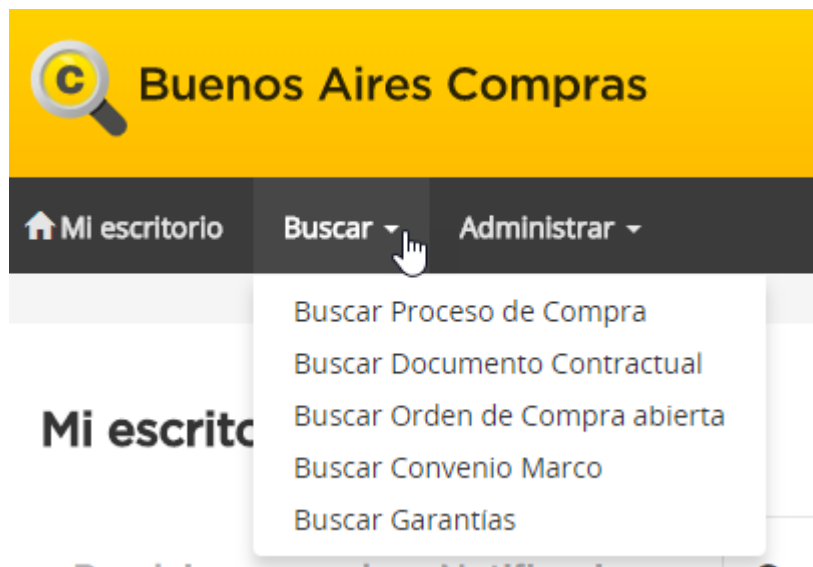 C
Buenos Aires Compras
Mi escritorio Buscar Administrar
Buscar Proceso de Compra
Buscar Documento Contractual
Buscar Orden de Compra abierta
Mi escrito
Buscar Convenio Marco
Buscar Garantías